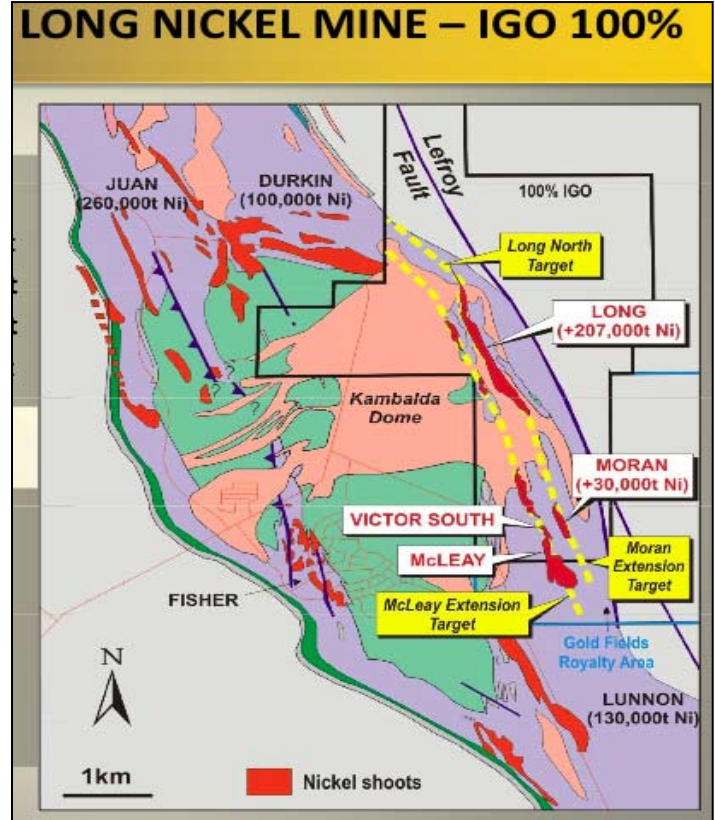 LONG NICKEL MINE – IGO 100%
JUAN
(260,000t Ni)
DURKIN
(100,000t Ni)
Lefroy
Fault
100% IGO
Long North
Target
LONG
(+207,000t Ni)
Kambalda
Dome
MORAN
(+30,000t Ni)
VICTOR SOUTH
McLEAY
Moran
Extension
Target
FISHER
McLeay Extension
Target
Gold Fields
Royalty Area
LUNNON
(130,000t Ni)
N
1km
Nickel shoots
?
?
?